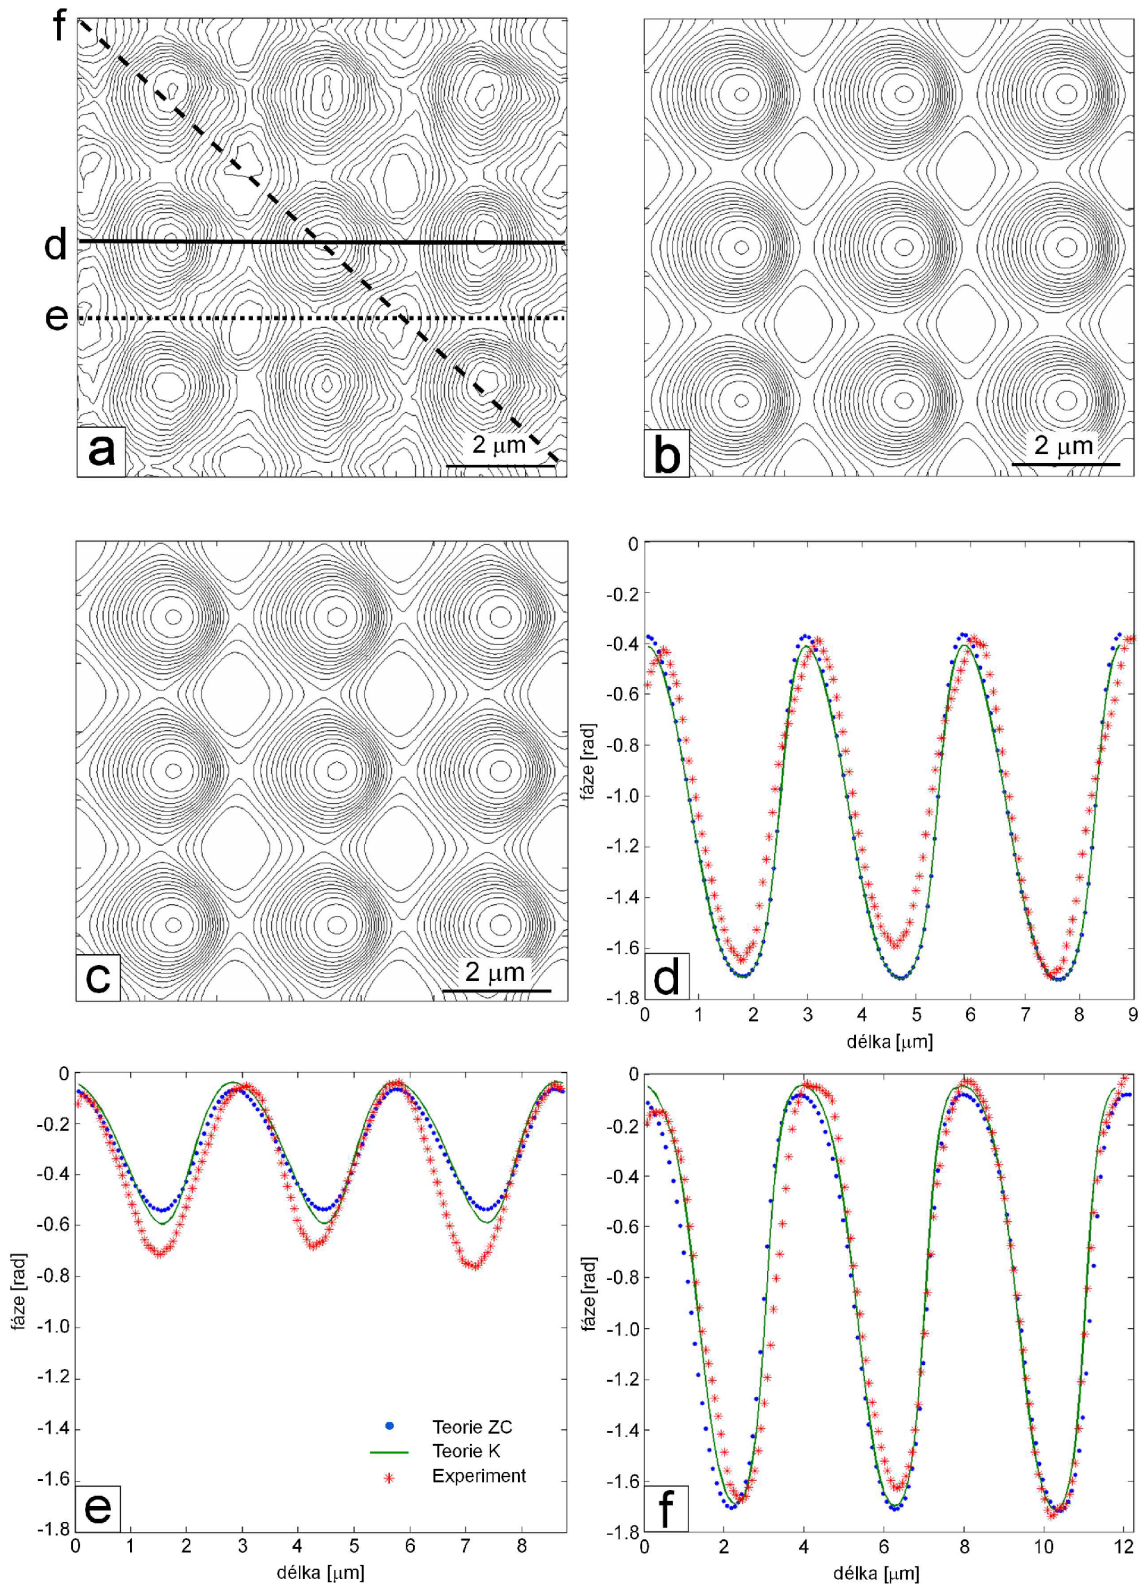 f
d
e
a
2 μm
b
2 μm
c
2 μm
0
-0.2
-0.4
-0.6
-0.8
-1.0
-1.2
-1.4
-1.6
-1.8
fáze [rad]
d
0 1 2 3 4 5 6 7 8 9
délka [μm]
0
-0.2
-0.4
-0.6
-0.8
-1.0
-1.2
-1.4
-1.6
-1.8
fáze [rad]
Teorie ZC
Teorie K
Experiment
e
0 1 2 3 4 5 6 7 8
délka [μm]
0
-0.2
-0.4
-0.6
-0.8
-1.0
-1.2
-1.4
-1.6
-1.8
fáze [rad]
f
0 2 4 6 8 10 12
délka [μm]